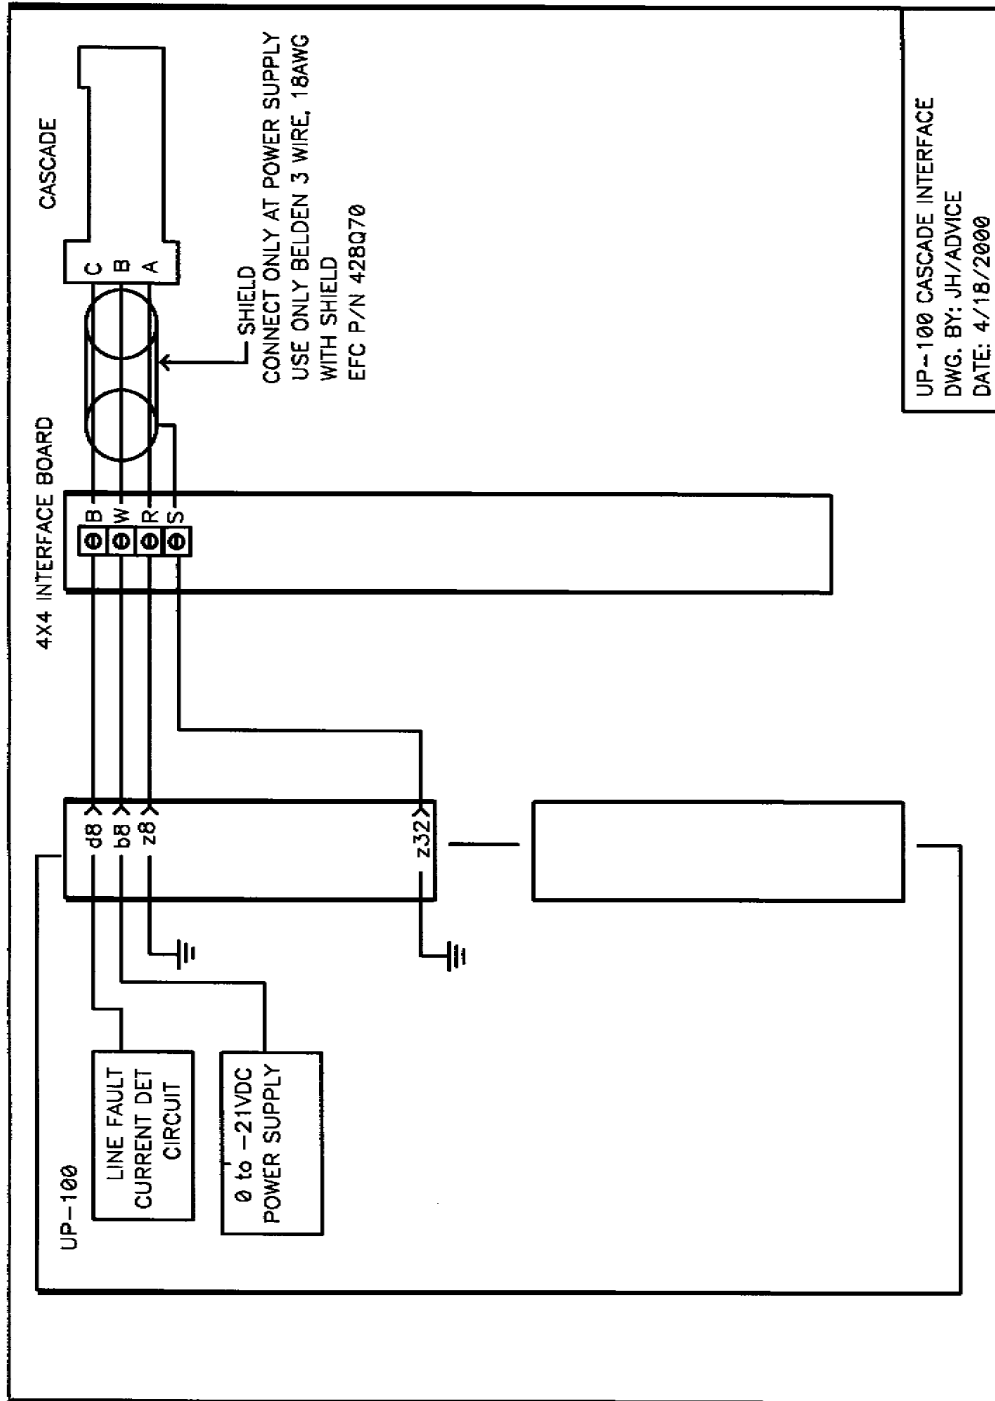 CASCADE
C
B
A
SHIELD
CONNECT ONLY AT POWER SUPPLY
USE ONLY BELDEN 3 WIRE, 18AWG
WITH SHIELD
EFC P/N 428Q70
4X4 INTERFACE BOARD
B
W
R
S
d8
b8
z8
z32
UP-100
LINE FAULT
CURRENT DET
CIRCUIT
0 to -21VDC
POWER SUPPLY
UP-100 CASCADE INTERFACE
DWG. BY: JH/ADVICE
DATE: 4/18/2000